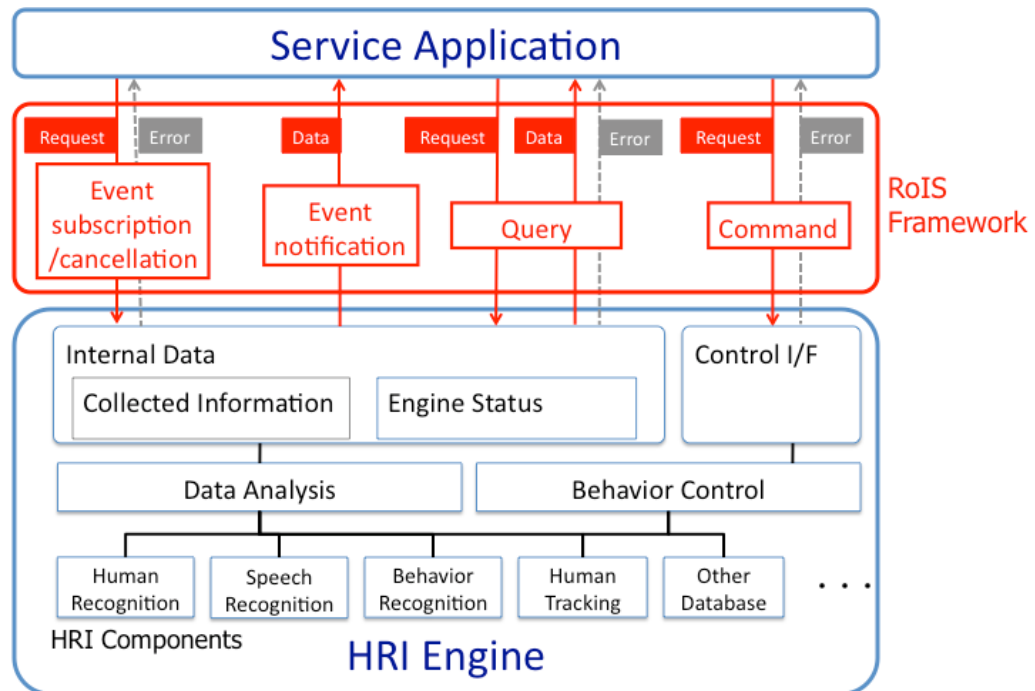 Service Application
Request
Error
Data
Request
Data
Error
Request
Error
Event
subscription
/cancellation
Event
notification
Query
Command
RoIS
Framework
Internal Data
Control I/F
Collected Information
Engine Status
Data Analysis
Behavior Control
Human
Recognition
Speech
Recognition
Behavior
Recognition
Human
Tracking
Other
Database
. . .
HRI Components
HRI Engine